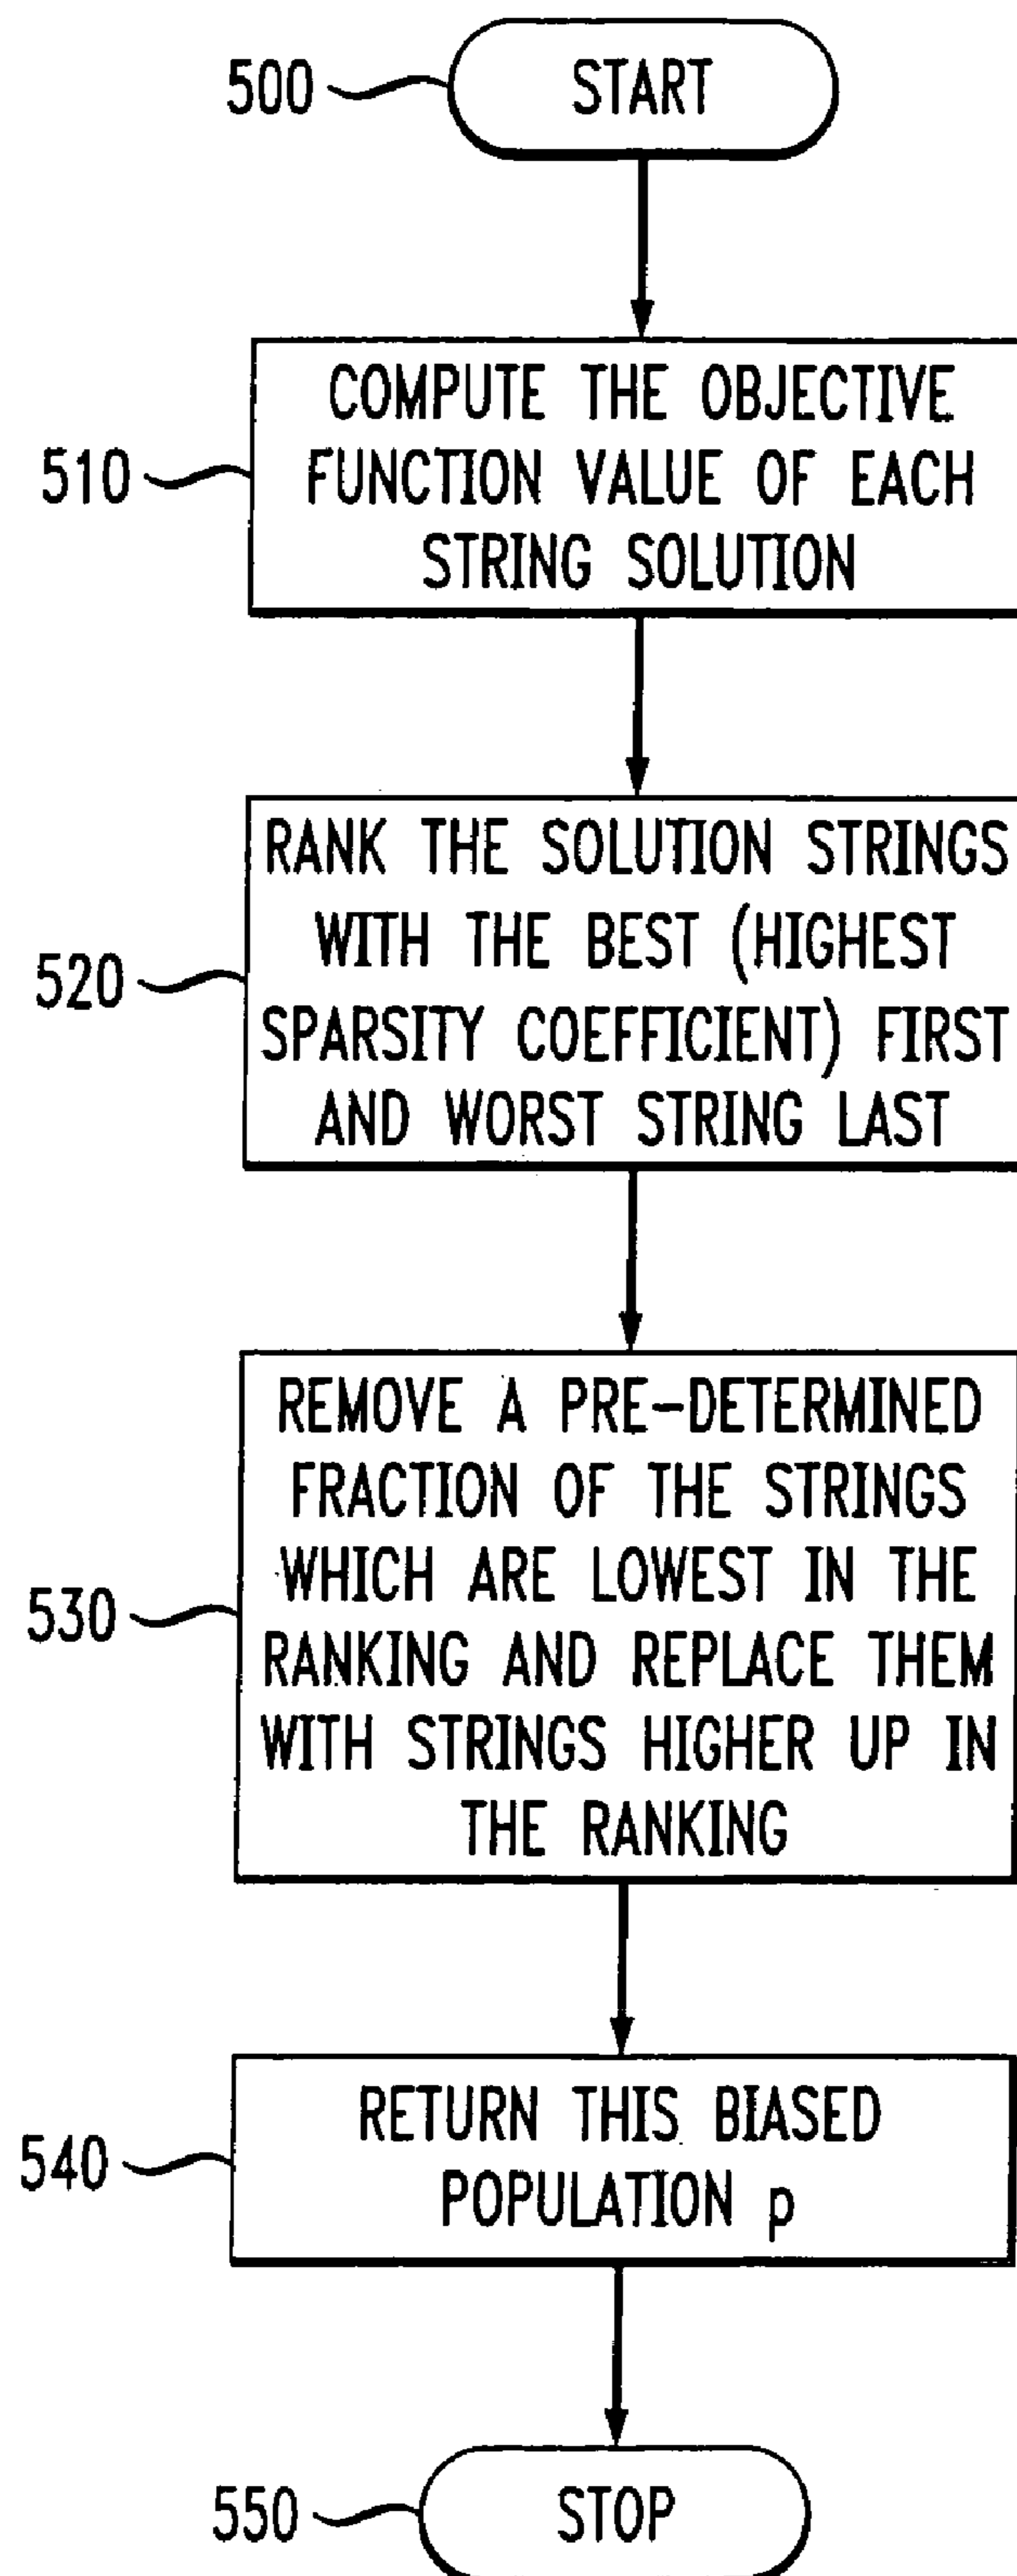 500
START
510
COMPUTE THE OBJECTIVE
FUNCTION VALUE OF EACH
STRING SOLUTION
520
RANK THE SOLUTION STRINGS
WITH THE BEST (HIGHEST
SPARSITY COEFFICIENT) FIRST
AND WORST STRING LAST
530
REMOVE A PRE-DETERMINED
FRACTION OF THE STRINGS
WHICH ARE LOWEST IN THE
RANKING AND REPLACE THEM
WITH STRINGS HIGHER UP IN
THE RANKING
540
RETURN THIS BIASED
POPULATION p
550
STOP